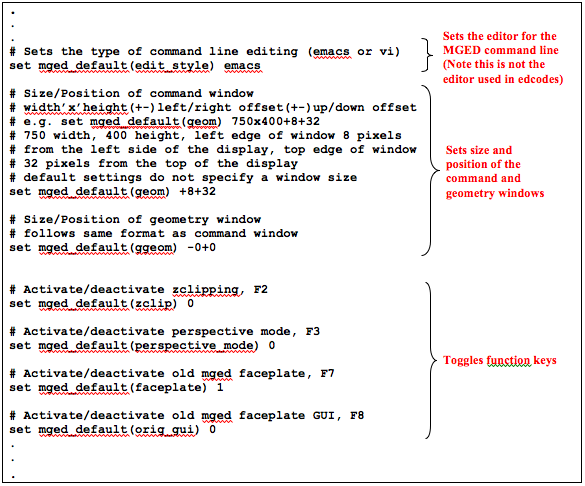 .
.
.
# Sets the type of command line editing (emacs or vi)
set mged_default(edit_style) emacs
Sets the editor for the
MGED command line
(Note this is not the
editor used in edcodes)
# Size/Position of command window
# width’x’height(+-)left/right offset(+-)up/down offset
# e.g. set mged_default(geom) 750x400+8+32
# 750 width, 400 height, left edge of window 8 pixels
# from the left side of the display, top edge of window
# 32 pixels from the top of the display
# default settings do not specify a window size
set mged_default(geom) +8+32
# Size/Position of geometry window
# follows same format as command window
set mged_default(ggeom) -0+0
Sets size and
position of the
command and
geometry windows
# Activate/deactivate zclipping, F2
set mged_default(zclip) 0
# Activate/deactivate perspective mode, F3
set mged_default(perspective_mode) 0
# Activate/deactivate old mged faceplate, F7
set mged_default(faceplate) 1
# Activate/deactivate old mged faceplate GUI, F8
set mged_default(orig_gui) 0
Toggles function keys
.
.
.